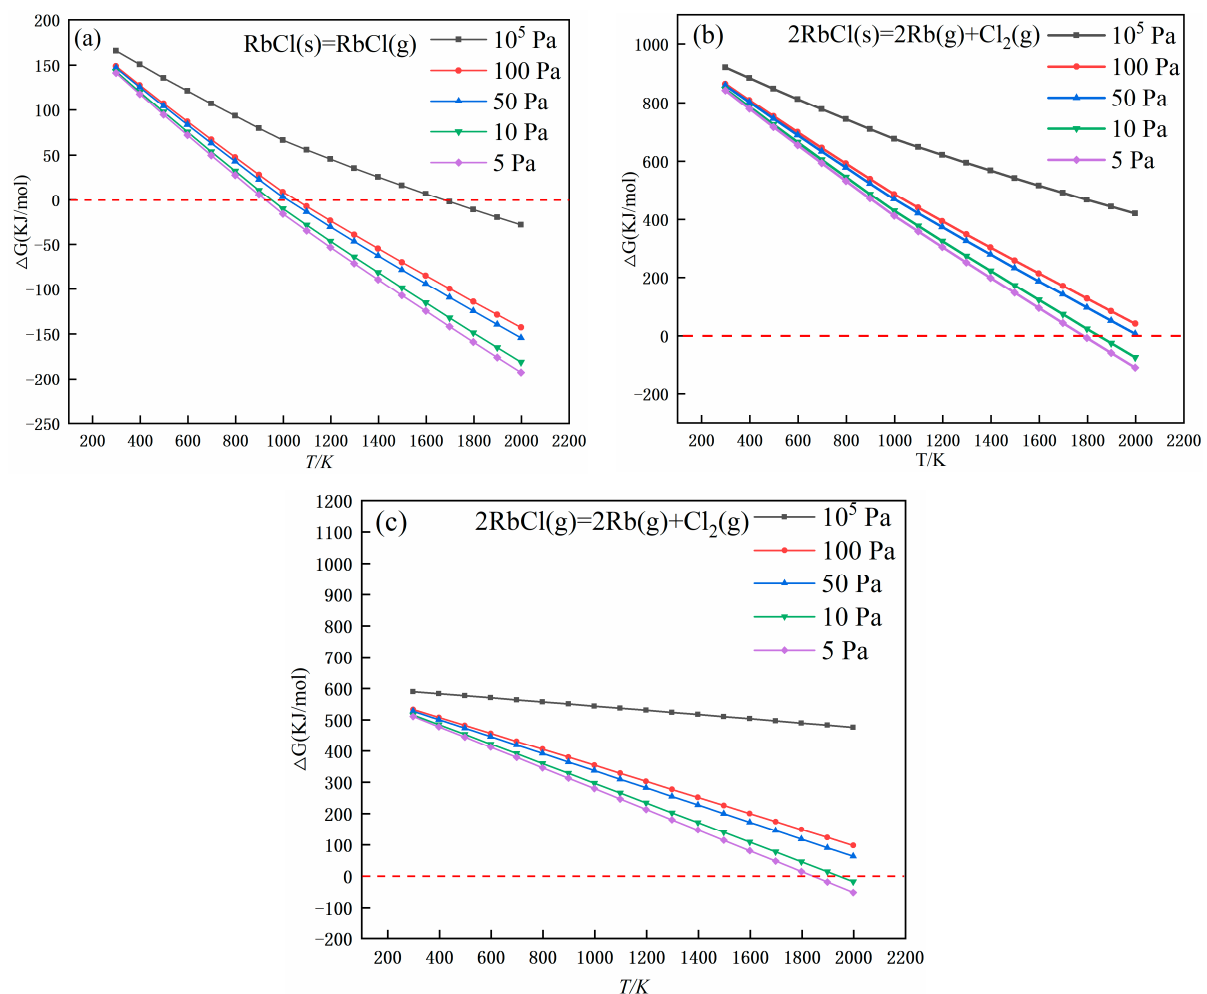 (a)
RbCl(s)=RbCl(g)
10⁵ Pa
100 Pa
50 Pa
10 Pa
5 Pa
200
150
100
50
0
−50
−100
−150
−200
−250
△G(KJ/mol)
200 400 600 800 1000 1200 1400 1600 1800 2000 2200
T/K
(b)
2RbCl(s)=2Rb(g)+Cl₂(g)
10⁵ Pa
100 Pa
50 Pa
10 Pa
5 Pa
1000
800
600
400
200
0
−200
△G(KJ/mol)
200 400 600 800 1000 1200 1400 1600 1800 2000 2200
T/K
(c)
2RbCl(g)=2Rb(g)+Cl₂(g)
10⁵ Pa
100 Pa
50 Pa
10 Pa
5 Pa
1200
1100
1000
900
800
700
600
500
400
300
200
100
0
−100
−200
△G(KJ/mol)
200 400 600 800 1000 1200 1400 1600 1800 2000 2200
T/K